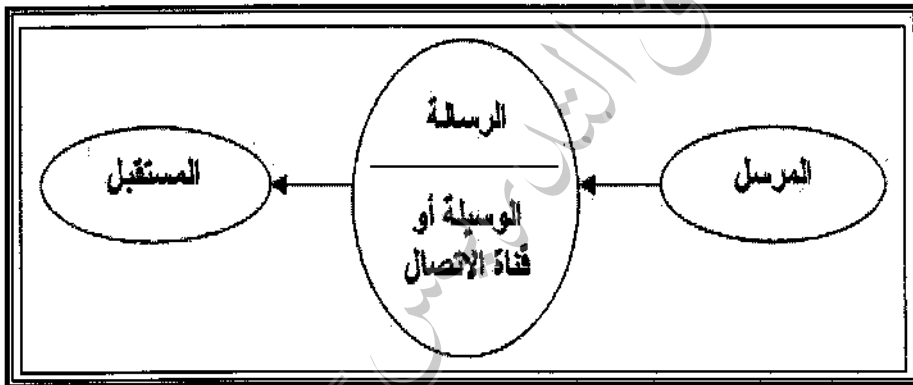 المرسل
الرسالة
الوسيلة أو
قناة الاتصال
المستقبل